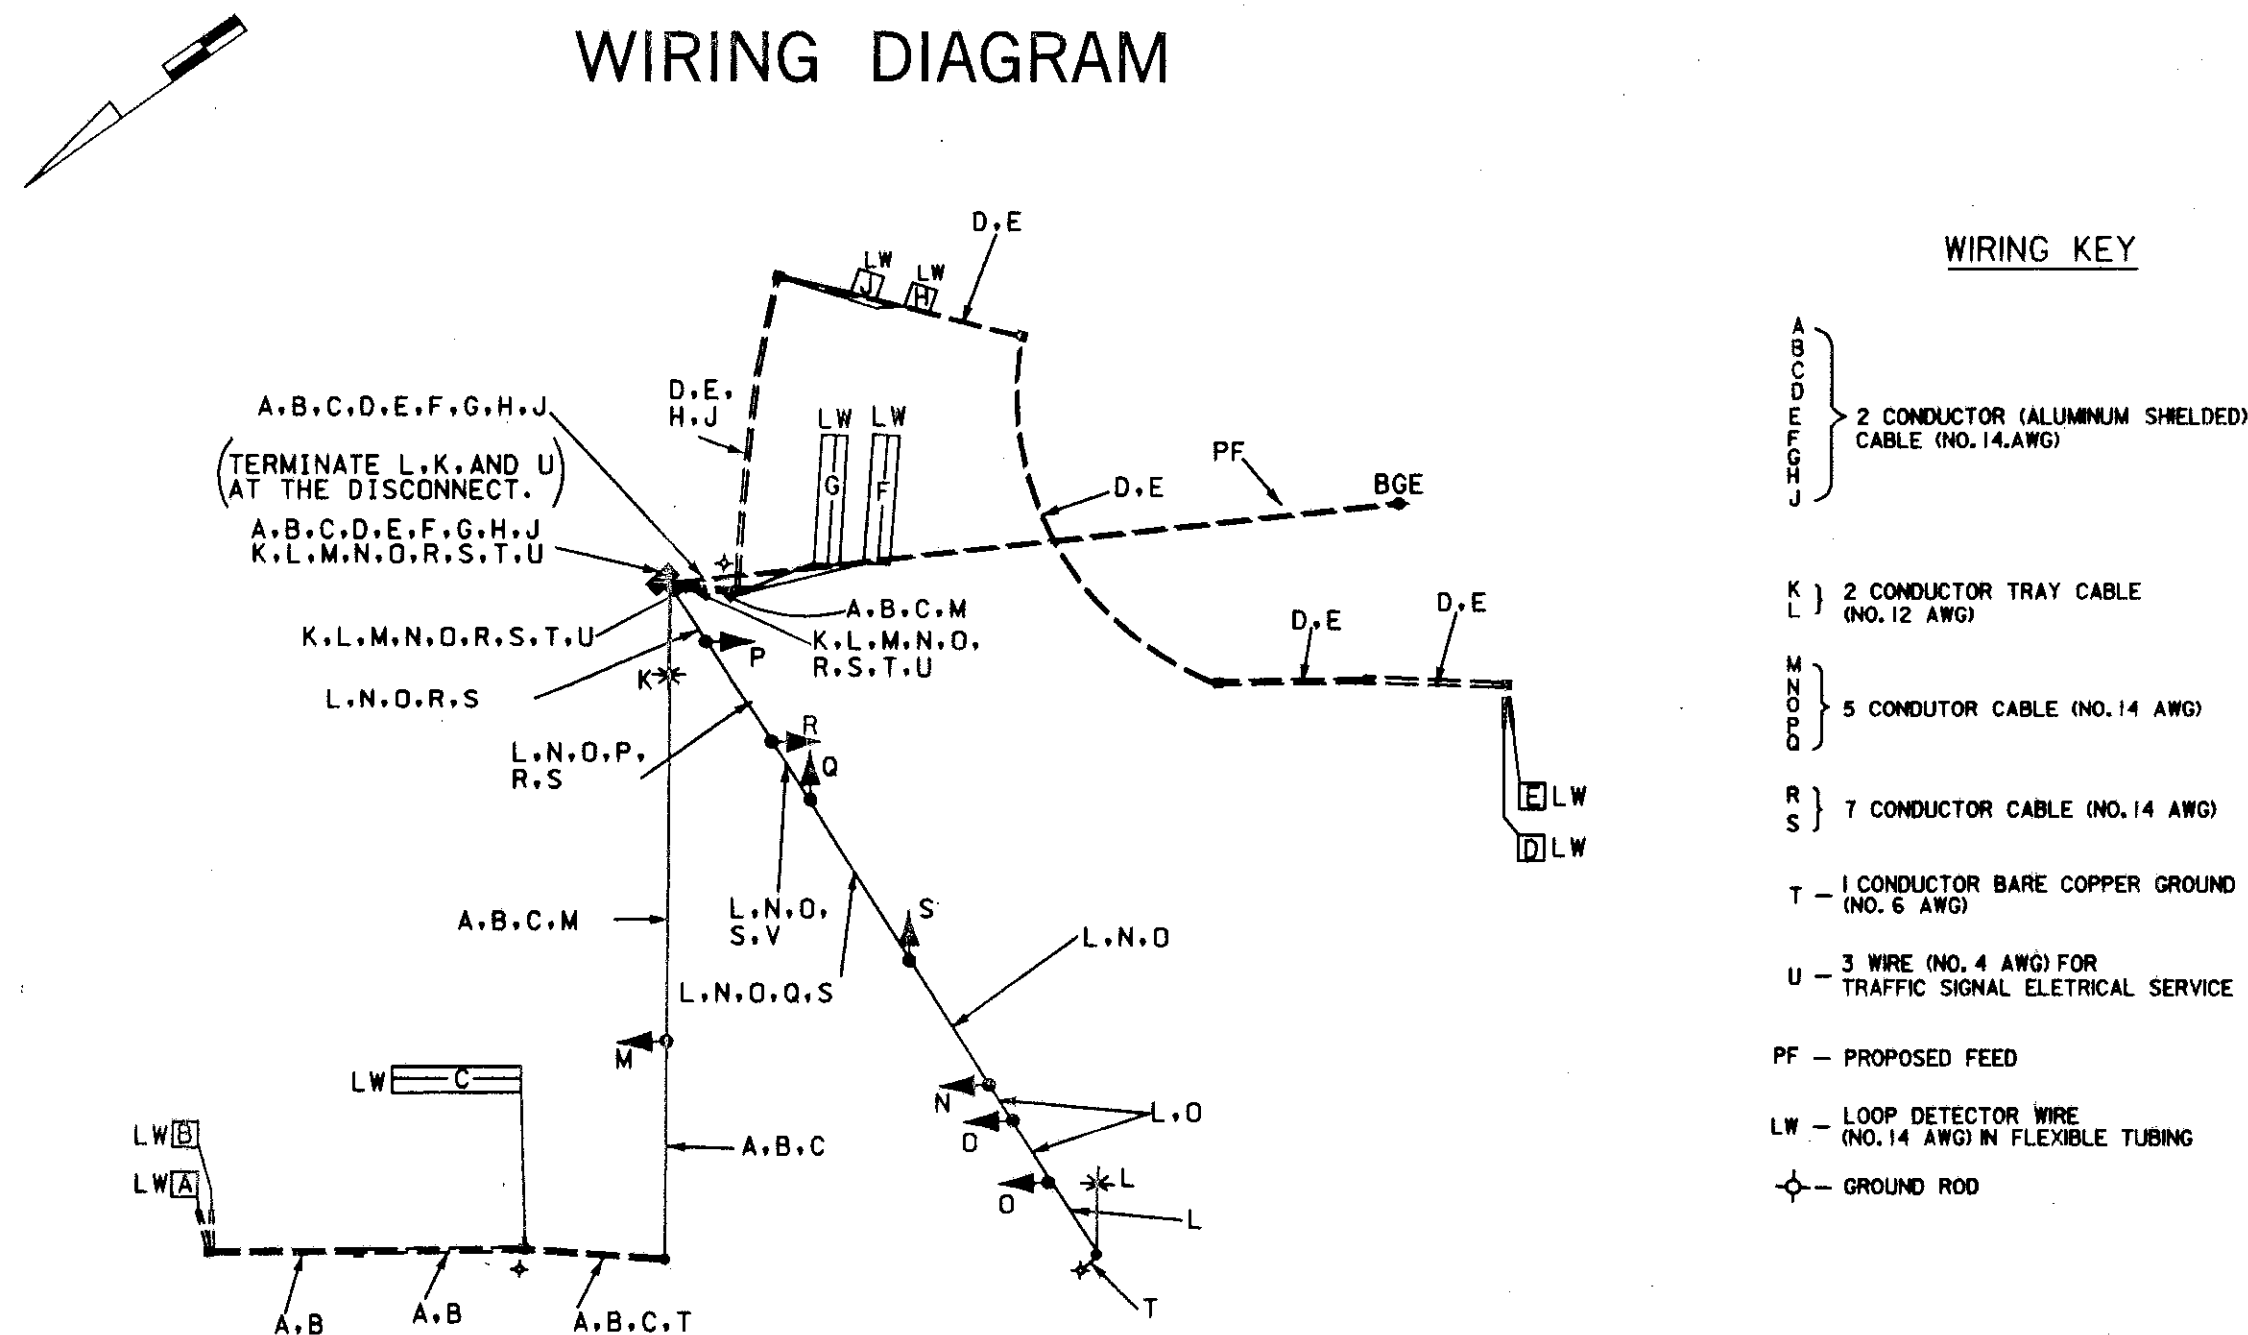 WIRING DIAGRAM
D,E
LW
LW
J
H
D,E,
H,J
A,B,C,D,E,F,G,H,J
LW LW
(TERMINATE L,K,AND U
AT THE DISCONNECT.)
G
F
PF
BGE
D,E
A,B,C,D,E,F,G,H,J
K,L,M,N,O,R,S,T,U
A,B,C,M
K,L,M,N,O,R,S,T,U
K,L,M,N,O,
R,S,T,U
D,E
D,E
P
K
L,N,O,R,S
R
L,N,O,P,
R,S
Q
E LW
D LW
A,B,C,M
L,N,O,
S,V
S
L,N,O
L,N,O,Q,S
M
LW C
N
L,O
O
LW B
A,B,C
LW A
O
L
L
A,B
A,B
A,B,C,T
T
WIRING KEY
A
B
C
D
E
F
G
H
J
2 CONDUCTOR (ALUMINUM SHIELDED)
CABLE (NO.14.AWG)
K
L
2 CONDUCTOR TRAY CABLE
(NO.12 AWG)
M
N
O
P
Q
5 CONDUTOR CABLE (NO.14 AWG)
R
S
7 CONDUCTOR CABLE (NO.14 AWG)
T - 1 CONDUCTOR BARE COPPER GROUND
(NO. 6 AWG)
U - 3 WIRE (NO. 4 AWG) FOR
TRAFFIC SIGNAL ELETRICAL SERVICE
PF - PROPOSED FEED
LW - LOOP DETECTOR WIRE
(NO.14 AWG) IN FLEXIBLE TUBING
- GROUND ROD